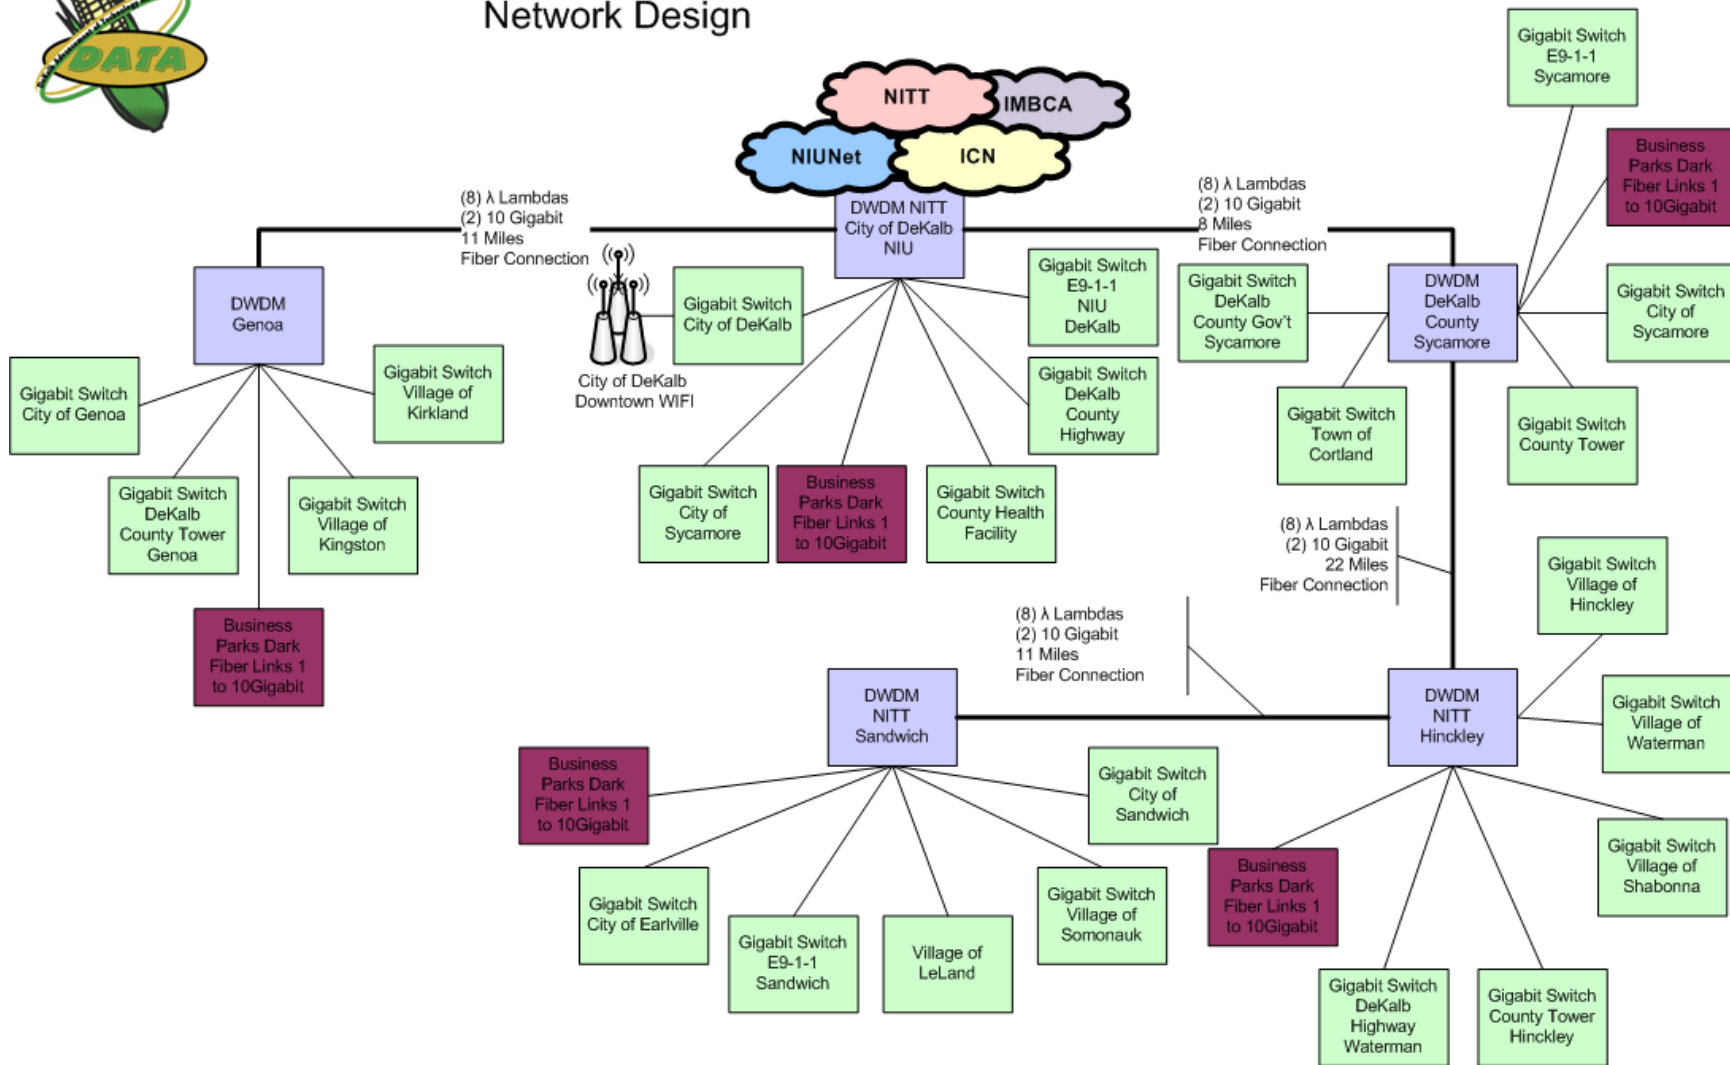 Network Design
DATA
NITT
IMBCA
NIUNet
ICN
Gigabit Switch
E9-1-1
Sycamore
Business
Parks Dark
Fiber Links 1
to 10Gigabit
(8) λ Lambdas
(2) 10 Gigabit
11 Miles
Fiber Connection
DWDM NITT
City of DeKalb
NIU
(8) λ Lambdas
(2) 10 Gigabit
8 Miles
Fiber Connection
DWDM
Genoa
Gigabit Switch
City of DeKalb
City of DeKalb
Downtown WIFI
Gigabit Switch
E9-1-1
NIU
DeKalb
Gigabit Switch
DeKalb
County Gov't
Sycamore
DWDM
DeKalb
County
Sycamore
Gigabit Switch
City of
Sycamore
Gigabit Switch
City of Genoa
Gigabit Switch
Village of
Kirkland
Gigabit Switch
DeKalb
County
Highway
Gigabit Switch
Town of
Cortland
Gigabit Switch
County Tower
Gigabit Switch
DeKalb
County Tower
Genoa
Gigabit Switch
Village of
Kingston
Gigabit Switch
City of
Sycamore
Business
Parks Dark
Fiber Links 1
to 10Gigabit
Gigabit Switch
County Health
Facility
(8) λ Lambdas
(2) 10 Gigabit
22 Miles
Fiber Connection
Gigabit Switch
Village of
Hinckley
Business
Parks Dark
Fiber Links 1
to 10Gigabit
(8) λ Lambdas
(2) 10 Gigabit
11 Miles
Fiber Connection
DWDM
NITT
Sandwich
DWDM
NITT
Hinckley
Gigabit Switch
Village of
Waterman
Business
Parks Dark
Fiber Links 1
to 10Gigabit
Gigabit Switch
City of
Sandwich
Gigabit Switch
City of Earlville
Gigabit Switch
E9-1-1
Sandwich
Village of
LeLand
Gigabit Switch
Village of
Somonauk
Business
Parks Dark
Fiber Links 1
to 10Gigabit
Gigabit Switch
Village of
Shabonna
Gigabit Switch
DeKalb
Highway
Waterman
Gigabit Switch
County Tower
Hinckley